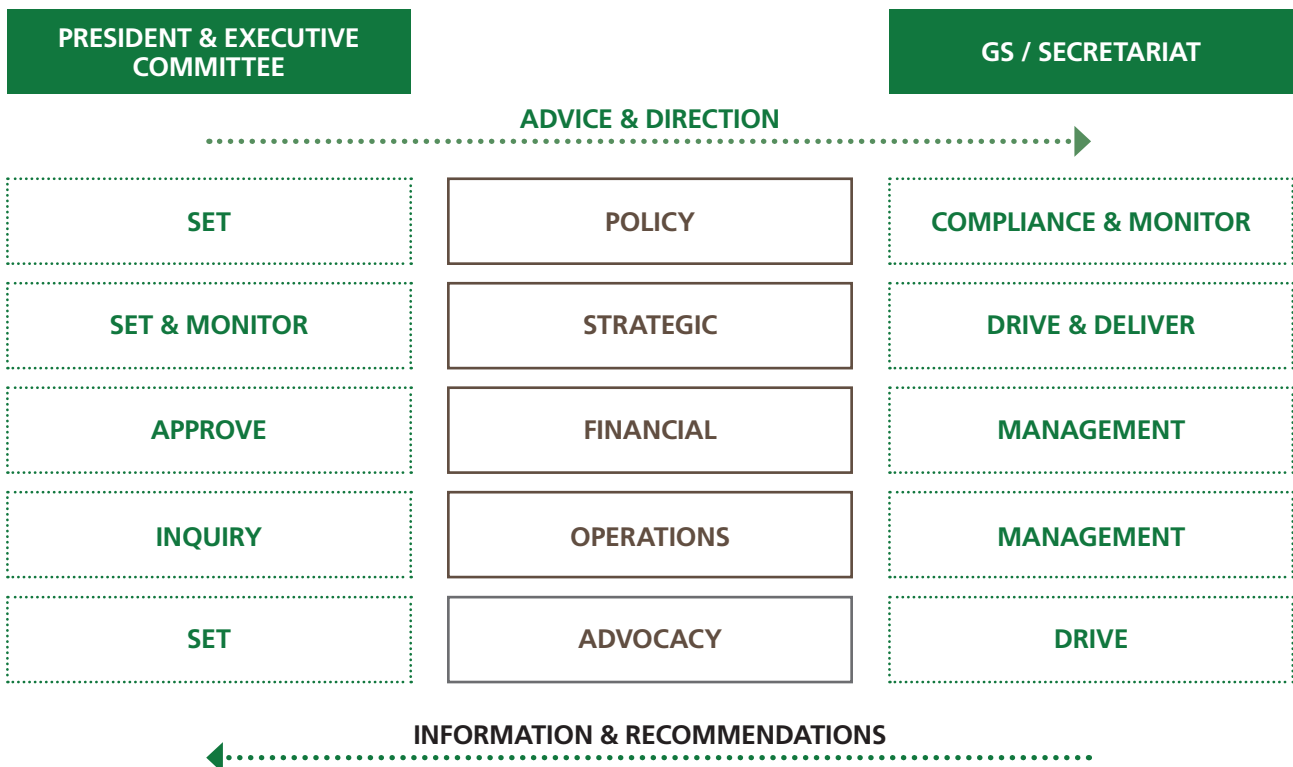 PRESIDENT & EXECUTIVE
COMMITTEE
GS / SECRETARIAT
ADVICE & DIRECTION
SET
POLICY
COMPLIANCE & MONITOR
SET & MONITOR
STRATEGIC
DRIVE & DELIVER
APPROVE
FINANCIAL
MANAGEMENT
INQUIRY
OPERATIONS
MANAGEMENT
SET
ADVOCACY
DRIVE
INFORMATION & RECOMMENDATIONS